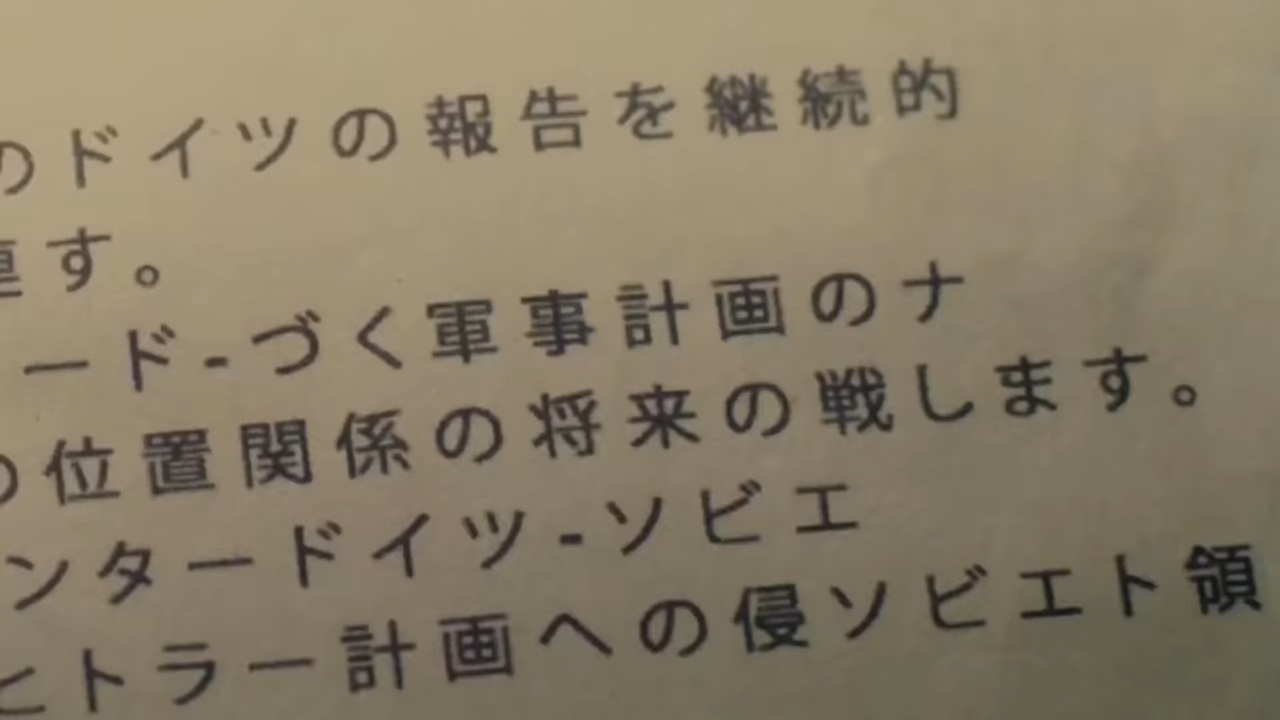 のドイツの報告を継続的
重す。
ード-づく軍事計画のナ
の位置関係の将来の戦します。
ンタードイツ-ソビエ
ヒトラー計画への侵ソビエト領